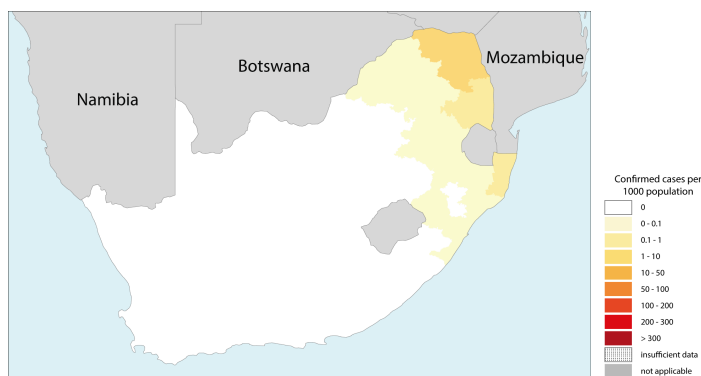 Mozambique
Botswana
Namibia
Confirmed cases per
1000 population
0
0 - 0.1
0.1 - 1
1 - 10
10 - 50
50 - 100
100 - 200
200 - 300
> 300
insufficient data
not applicable